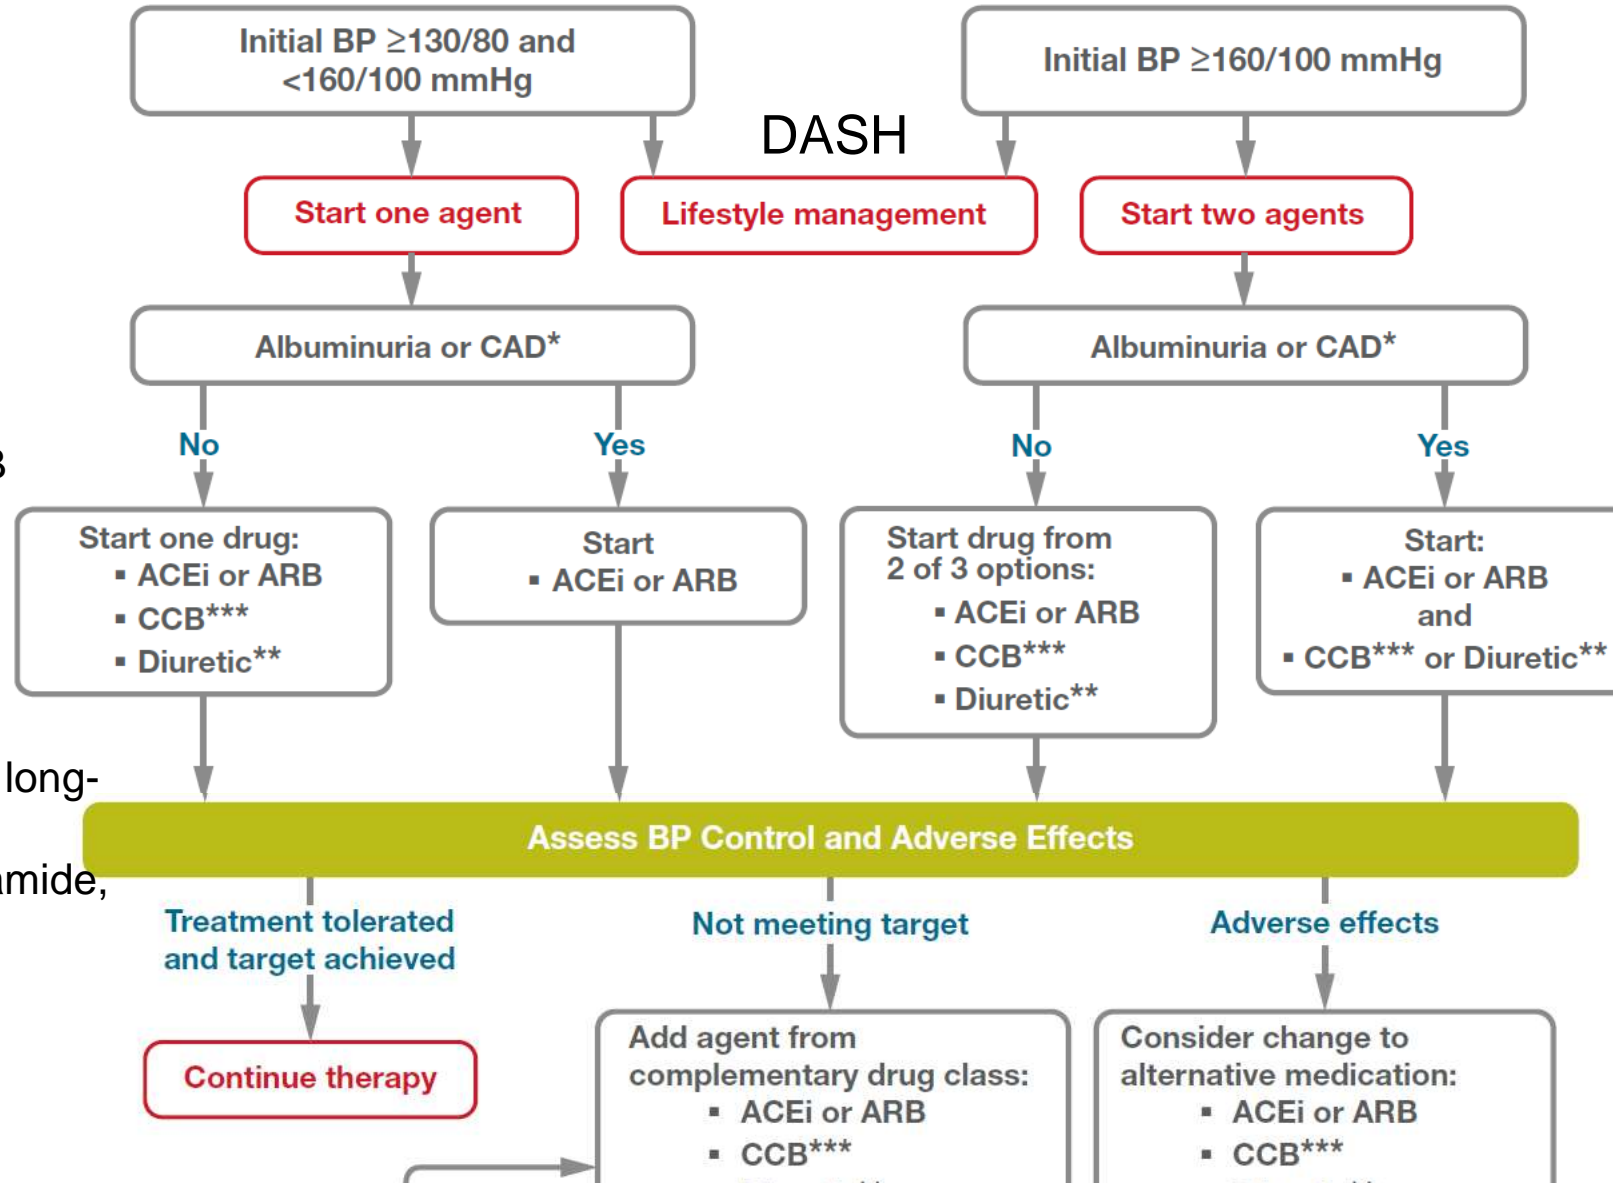 Initial BP ≥130/80 and
<160/100 mmHg
Initial BP ≥160/100 mmHg
DASH
Start one agent
Lifestyle management
Start two agents
Albuminuria or CAD*
Albuminuria or CAD*
No
Yes
No
Yes
Start one drug:
▪ ACEi or ARB
▪ CCB***
▪ Diuretic**
Start
▪ ACEi or ARB
Start drug from
2 of 3 options:
▪ ACEi or ARB
▪ CCB***
▪ Diuretic**
Start:
▪ ACEi or ARB
and
▪ CCB*** or Diuretic**
long-
amide,
Assess BP Control and Adverse Effects
Treatment tolerated
and target achieved
Not meeting target
Adverse effects
Continue therapy
Add agent from
complementary drug class:
▪ ACEi or ARB
▪ CCB***
Consider change to
alternative medication:
▪ ACEi or ARB
▪ CCB***